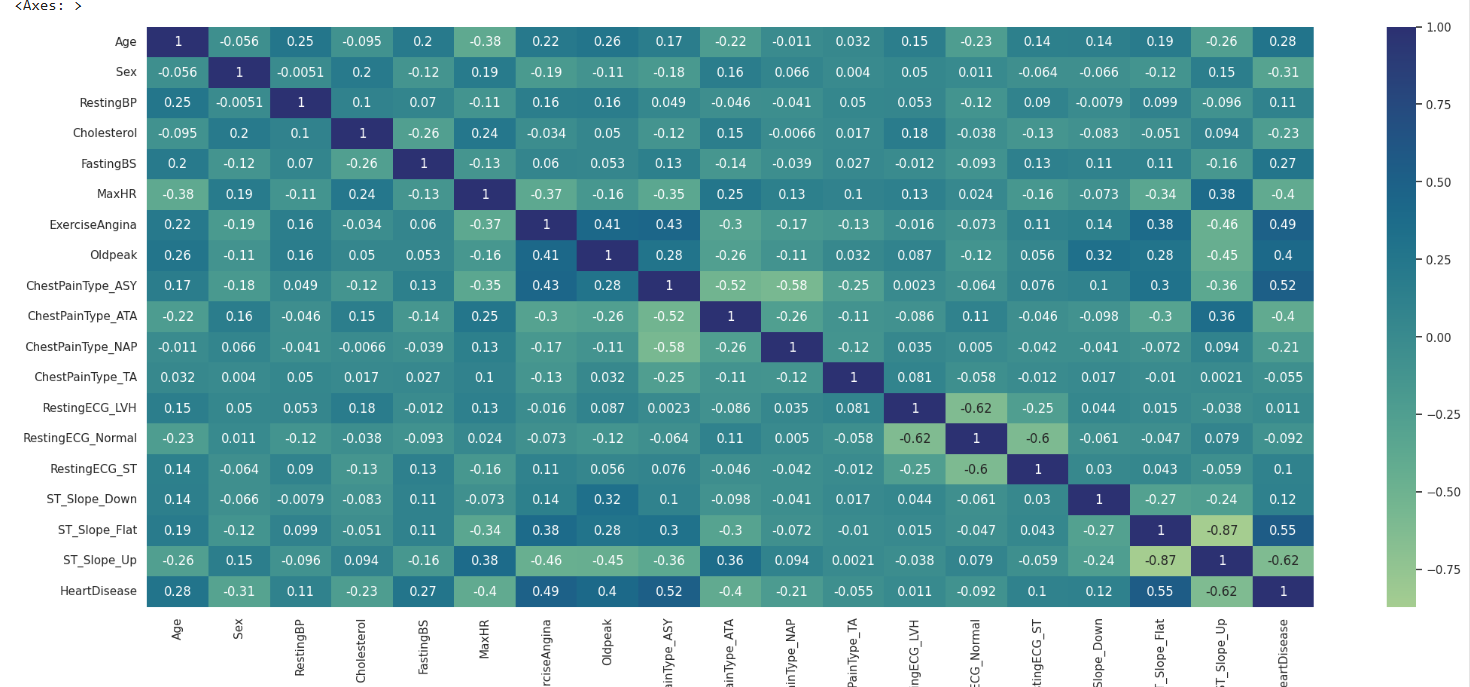 <Axes: >
Age 1 -0.056 0.25 -0.095 0.2 -0.38 0.22 0.26 0.17 -0.22 -0.011 0.032 0.15 -0.23 0.14 0.14 0.19 -0.26 0.28
Sex -0.056 1 -0.0051 0.2 -0.12 0.19 -0.19 -0.11 -0.18 0.16 0.066 0.004 0.05 0.011 -0.064 -0.066 -0.12 0.15 -0.31
RestingBP 0.25 -0.0051 1 0.1 0.07 -0.11 0.16 0.16 0.049 -0.046 -0.041 0.05 0.053 -0.12 0.09 -0.0079 0.099 -0.096 0.11
Cholesterol -0.095 0.2 0.1 1 -0.26 0.24 -0.034 0.05 -0.12 0.15 -0.0066 0.017 0.18 -0.038 -0.13 -0.083 -0.051 0.094 -0.23
FastingBS 0.2 -0.12 0.07 -0.26 1 -0.13 0.06 0.053 0.13 -0.14 -0.039 0.027 -0.012 -0.093 0.13 0.11 0.11 -0.16 0.27
MaxHR -0.38 0.19 -0.11 0.24 -0.13 1 -0.37 -0.16 -0.35 0.25 0.13 0.1 0.13 0.024 -0.16 -0.073 -0.34 0.38 -0.4
ExerciseAngina 0.22 -0.19 0.16 -0.034 0.06 -0.37 1 0.41 0.43 -0.3 -0.17 -0.13 -0.016 -0.073 0.11 0.14 0.38 -0.46 0.49
Oldpeak 0.26 -0.11 0.16 0.05 0.053 -0.16 0.41 1 0.28 -0.26 -0.11 0.032 0.087 -0.12 0.056 0.32 0.28 -0.45 0.4
ChestPainType_ASY 0.17 -0.18 0.049 -0.12 0.13 -0.35 0.43 0.28 1 -0.52 -0.58 -0.25 0.0023 -0.064 0.076 0.1 0.3 -0.36 0.52
ChestPainType_ATA -0.22 0.16 -0.046 0.15 -0.14 0.25 -0.3 -0.26 -0.52 1 -0.26 -0.11 -0.086 0.11 -0.046 -0.098 -0.3 0.36 -0.4
ChestPainType_NAP -0.011 0.066 -0.041 -0.0066 -0.039 0.13 -0.17 -0.11 -0.58 -0.26 1 -0.12 0.035 0.005 -0.042 -0.041 -0.072 0.094 -0.21
ChestPainType_TA 0.032 0.004 0.05 0.017 0.027 0.1 -0.13 0.032 -0.25 -0.11 -0.12 1 0.081 -0.058 -0.012 0.017 -0.01 0.0021 -0.055
RestingECG_LVH 0.15 0.05 0.053 0.18 -0.012 0.13 -0.016 0.087 0.0023 -0.086 0.035 0.081 1 -0.62 -0.25 0.044 0.015 -0.038 0.011
RestingECG_Normal -0.23 0.011 -0.12 -0.038 -0.093 0.024 -0.073 -0.12 -0.064 0.11 0.005 -0.058 -0.62 1 -0.6 -0.061 -0.047 0.079 -0.092
RestingECG_ST 0.14 -0.064 0.09 -0.13 0.13 -0.16 0.11 0.056 0.076 -0.046 -0.042 -0.012 -0.25 -0.6 1 0.03 0.043 -0.059 0.1
ST_Slope_Down 0.14 -0.066 -0.0079 -0.083 0.11 -0.073 0.14 0.32 0.1 -0.098 -0.041 0.017 0.044 -0.061 0.03 1 -0.27 -0.24 0.12
ST_Slope_Flat 0.19 -0.12 0.099 -0.051 0.11 -0.34 0.38 0.28 0.3 -0.3 -0.072 -0.01 0.015 -0.047 0.043 -0.27 1 -0.87 0.55
ST_Slope_Up -0.26 0.15 -0.096 0.094 -0.16 0.38 -0.46 -0.45 -0.36 0.36 0.094 0.0021 -0.038 0.079 -0.059 -0.24 -0.87 1 -0.62
HeartDisease 0.28 -0.31 0.11 -0.23 0.27 -0.4 0.49 0.4 0.52 -0.4 -0.21 -0.055 0.011 -0.092 0.1 0.12 0.55 -0.62 1
Age
Sex
RestingBP
Cholesterol
FastingBS
MaxHR
rciseAngina
Oldpeak
ainType_ASY
ainType_ATA
ainType_NAP
PainType_TA
ngECG_LVH
ECG_Normal
tingECG_ST
Slope_Down
T_Slope_Flat
ST_Slope_Up
eartDisease
1.00
0.75
0.50
0.25
0.00
−0.25
−0.50
−0.75